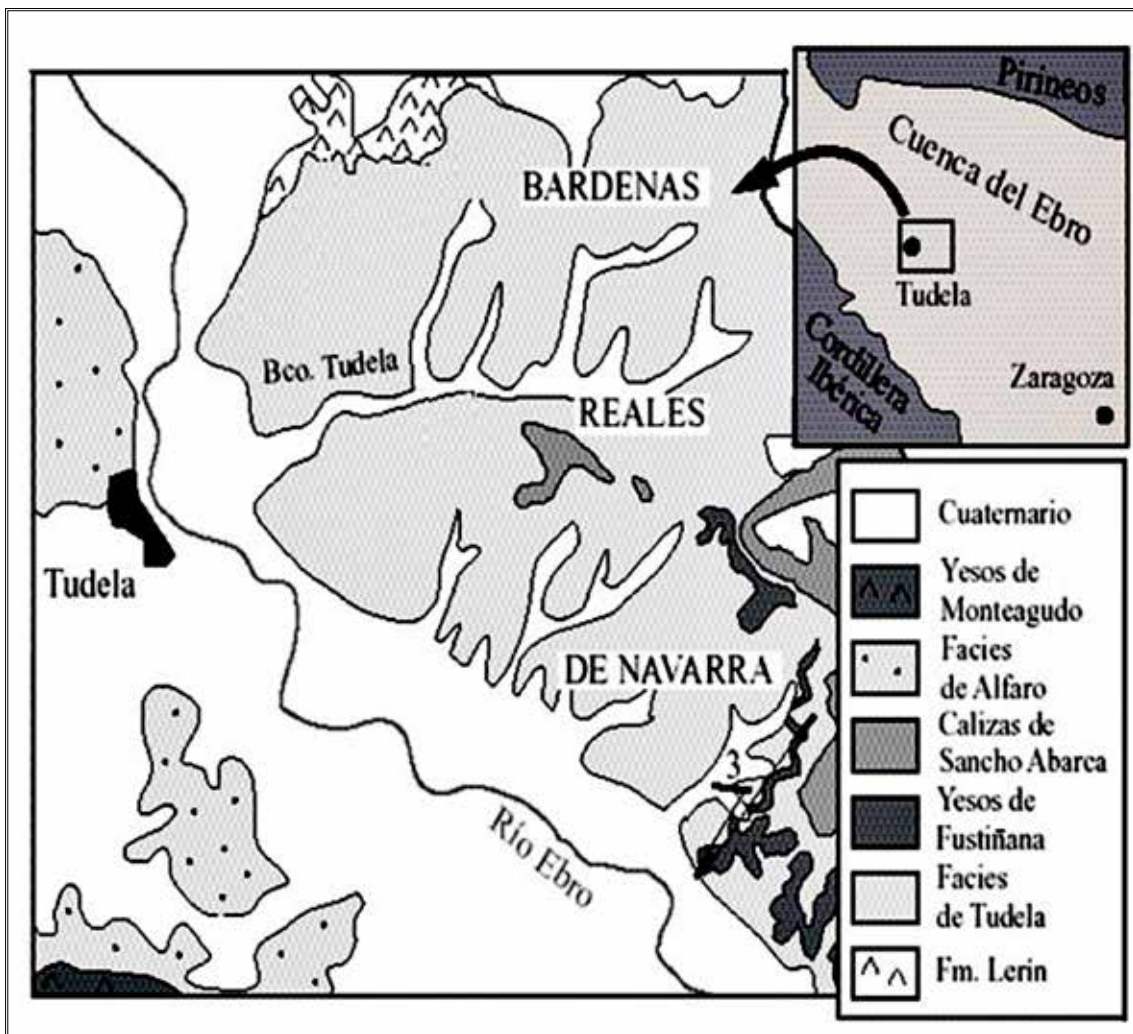 BARDENAS
Bco. Tudela
REALES
Tudela
DE NAVARRA
3
Río Ebro
Pirineos
Cuenca del Ebro
Tudela
Cordillera
Ibérica
Zaragoza
Cuaternario
Yesos de
Monteagudo
Facies
de Alfaro
Calizas de
Sancho Abarca
Yesos de
Fustiñana
Facies
de Tudela
Fm. Lerin